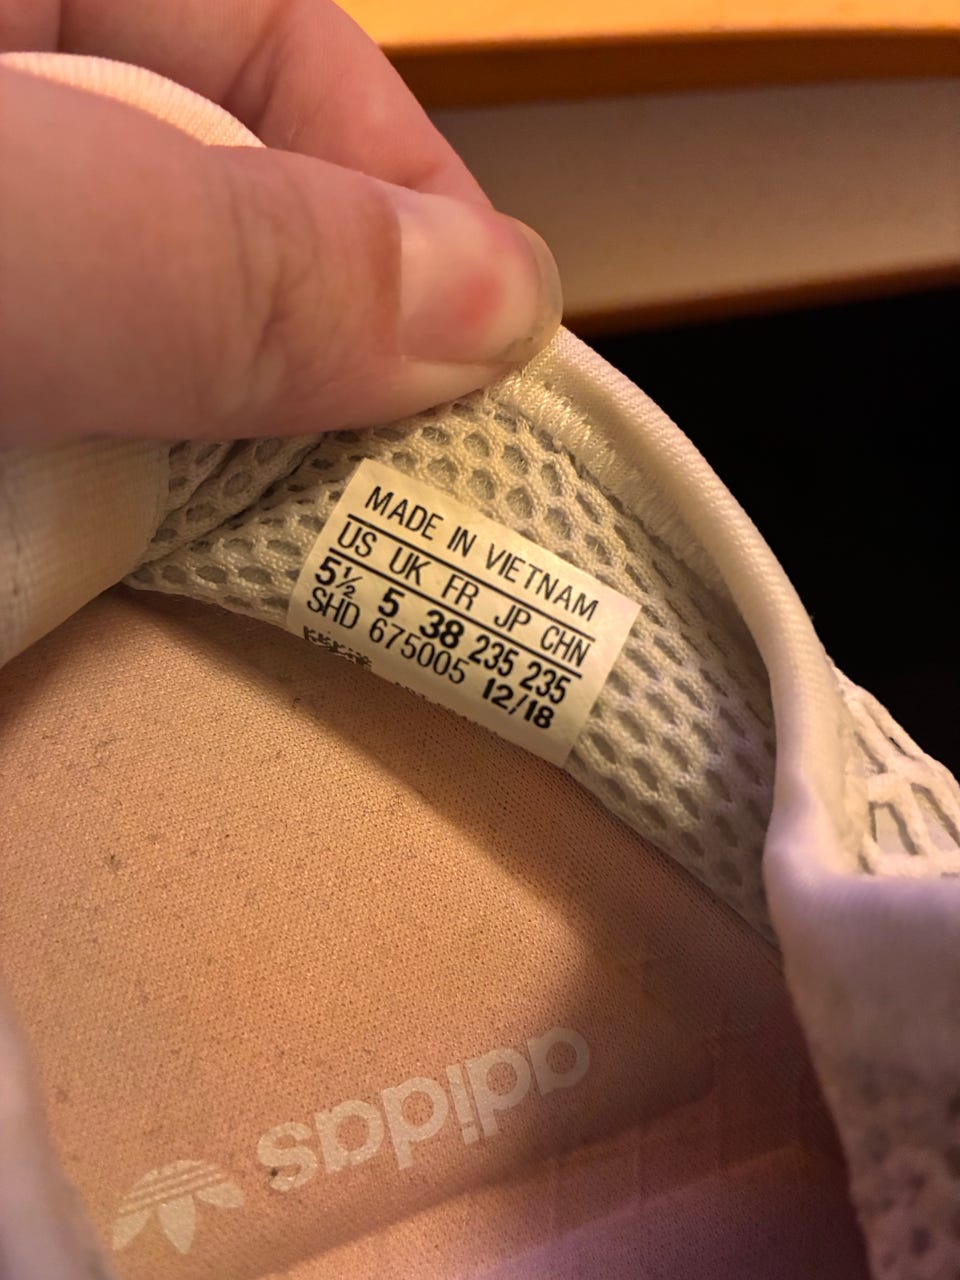 MADE IN VIETNAM
US UK FR JP CHN
5½ 5 38 235 235
SHD 675005 12/18
adidas